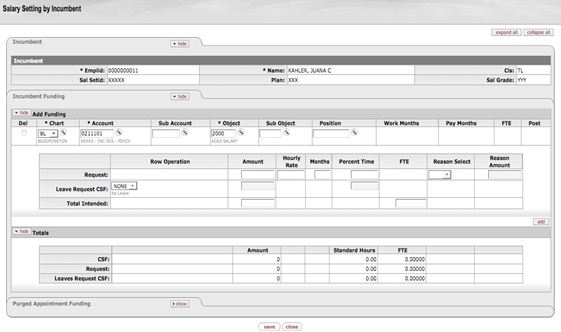 Salary Setting by Incumbent
expand all collapse all
Incumbent hide
Incumbent
* Emplid: 0000000011 * Name: KAHLER, JUANA C Cls: TL
Sal SetId: XXXXX Plan: XXX Sal Grade: YYY
Incumbent Funding hide
hide Add Funding
Del * Chart * Account Sub Account * Object Sub Object Position Work Months Pay Months FTE Post
BL 0211101 2000
BLOOMINGTON XXXXX - FAC REG - PSYCH ACAD SALARY
Row Operation Amount Hourly Rate Months Percent Time FTE Reason Select Reason Amount
Request:
Leave Request CSF: NONE
No Leave
Total Intended:
add
hide Totals
Amount Standard Hours FTE
CSF: 0 0.00 0.00000
Request: 0 0.00 0.00000
Leaves Request CSF: 0 0.00 0.00000
Purged Appointment Funding show
save close